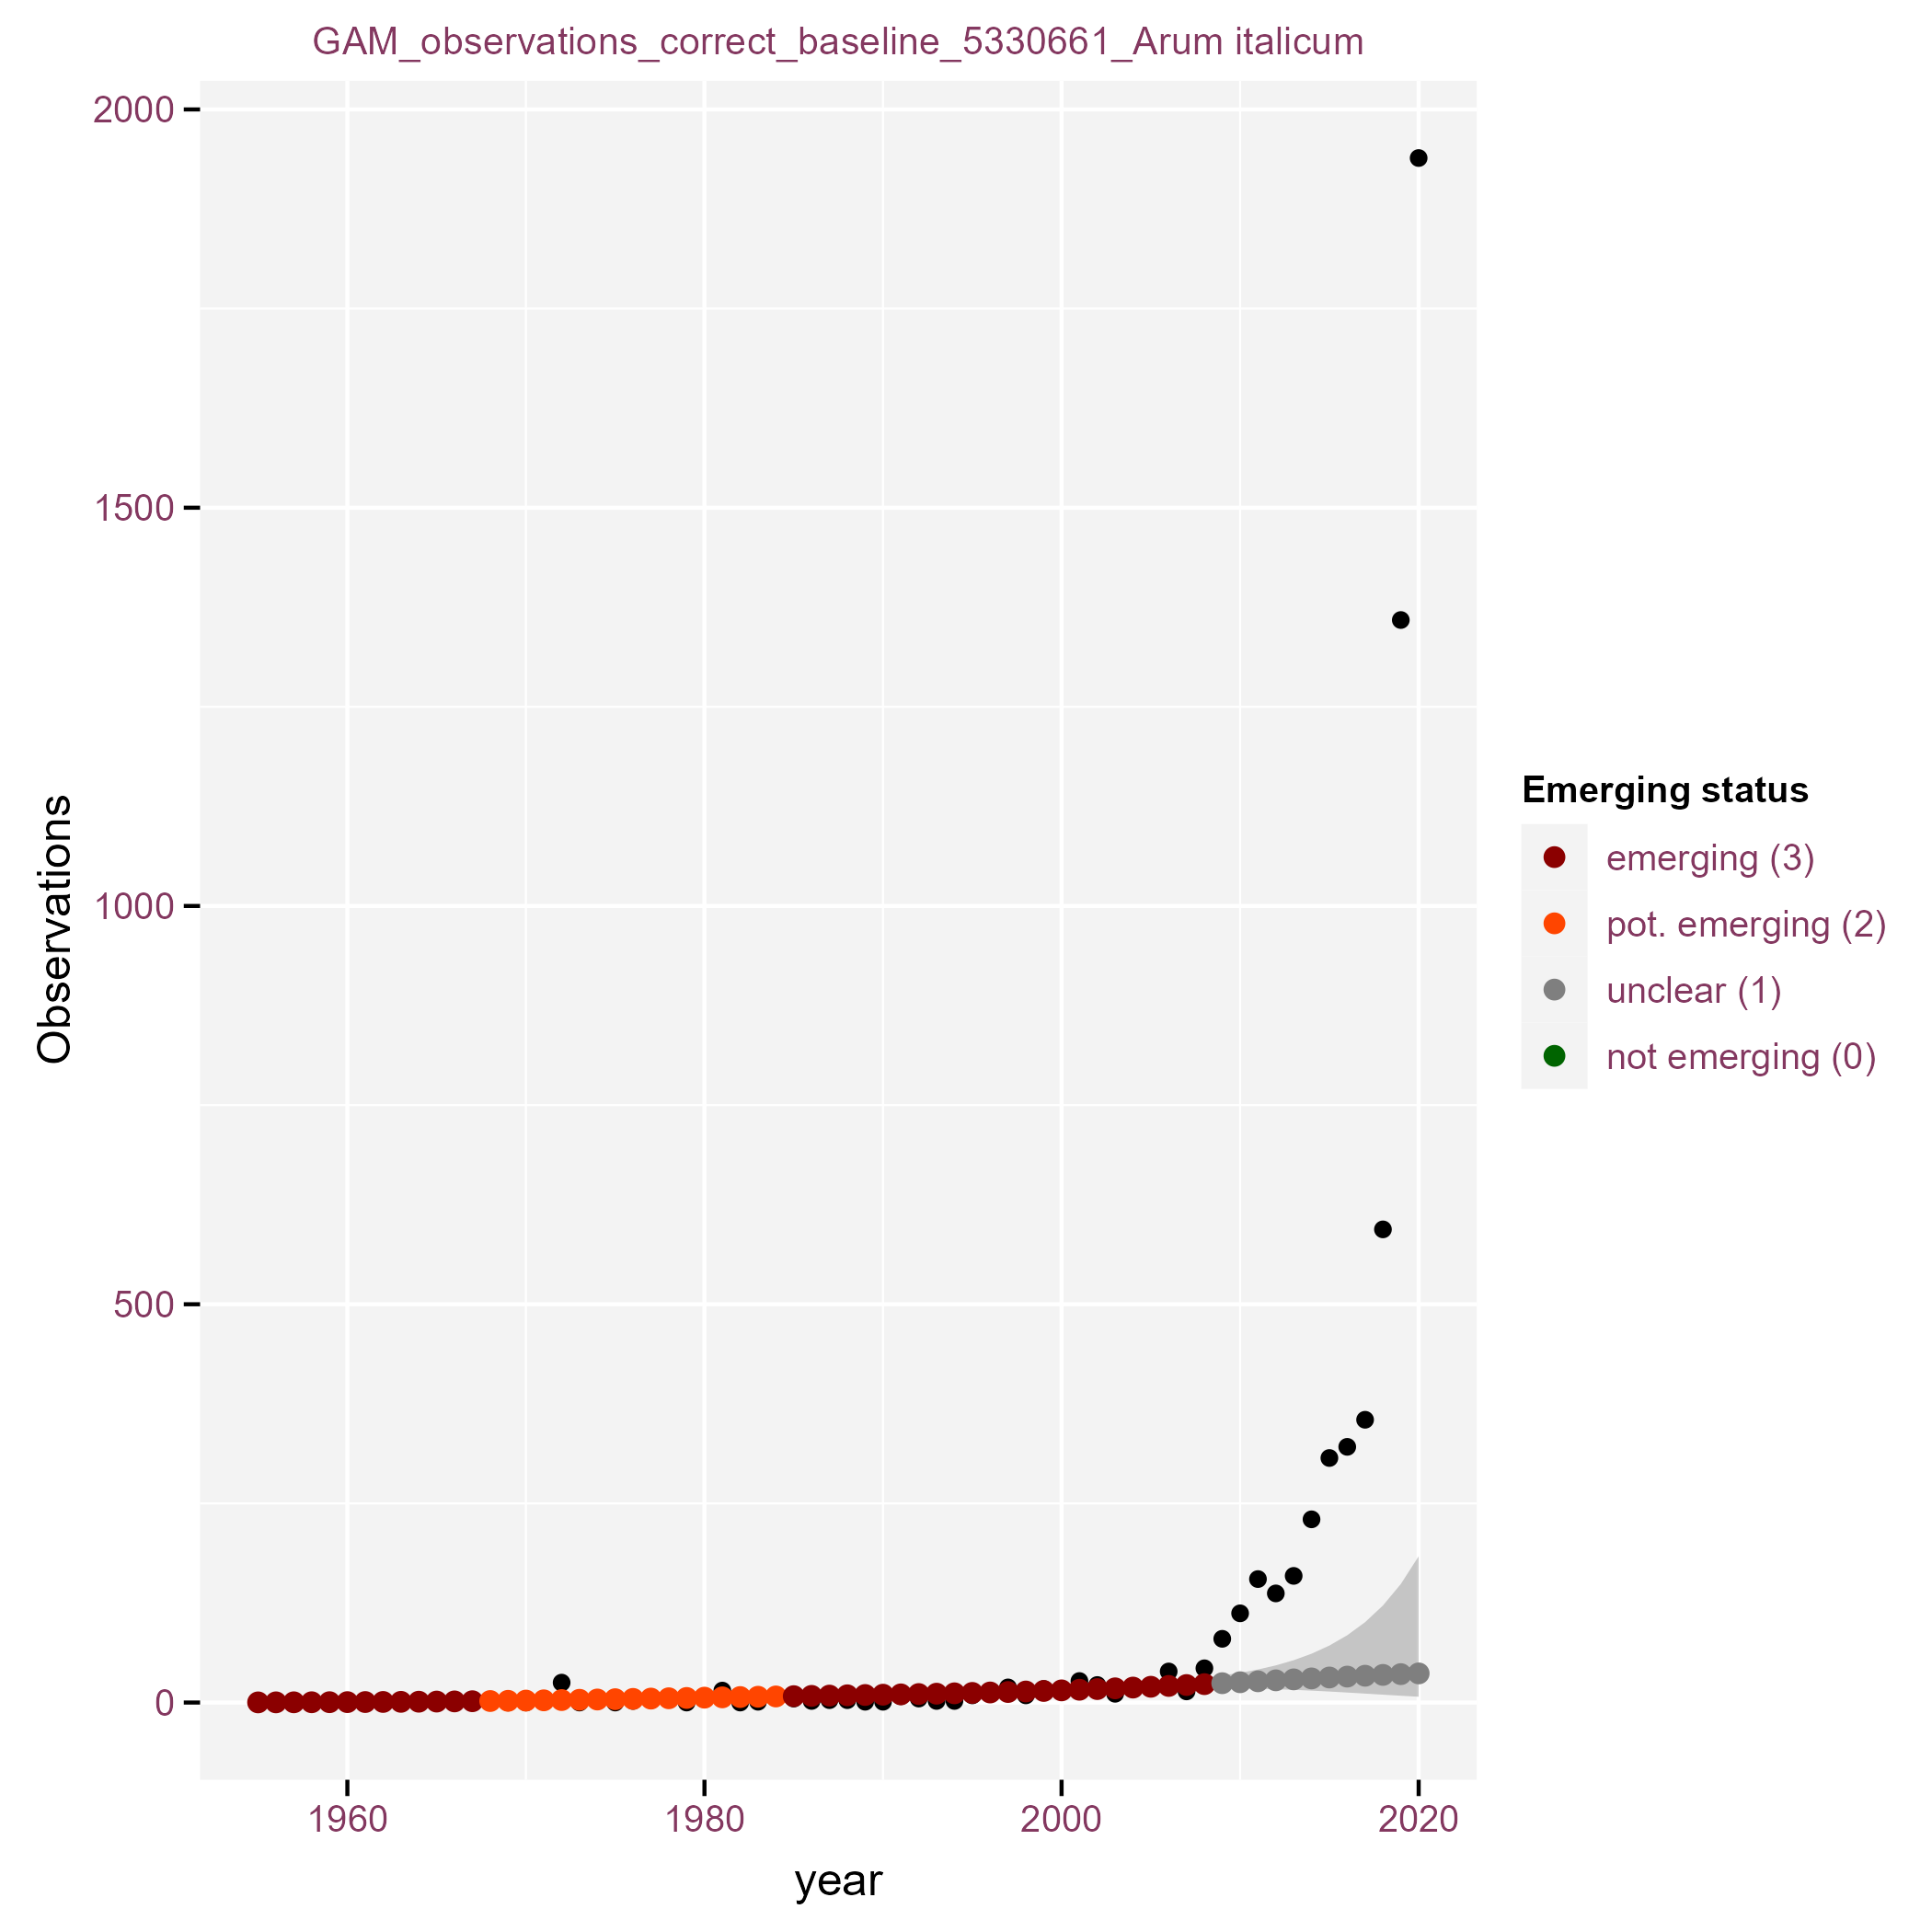 GAM_observations_correct_baseline_5330661_Arum italicum
2000
1500
1000
500
0
Observations
1960
1980
2000
2020
year
Emerging status
emerging (3)
pot. emerging (2)
unclear (1)
not emerging (0)